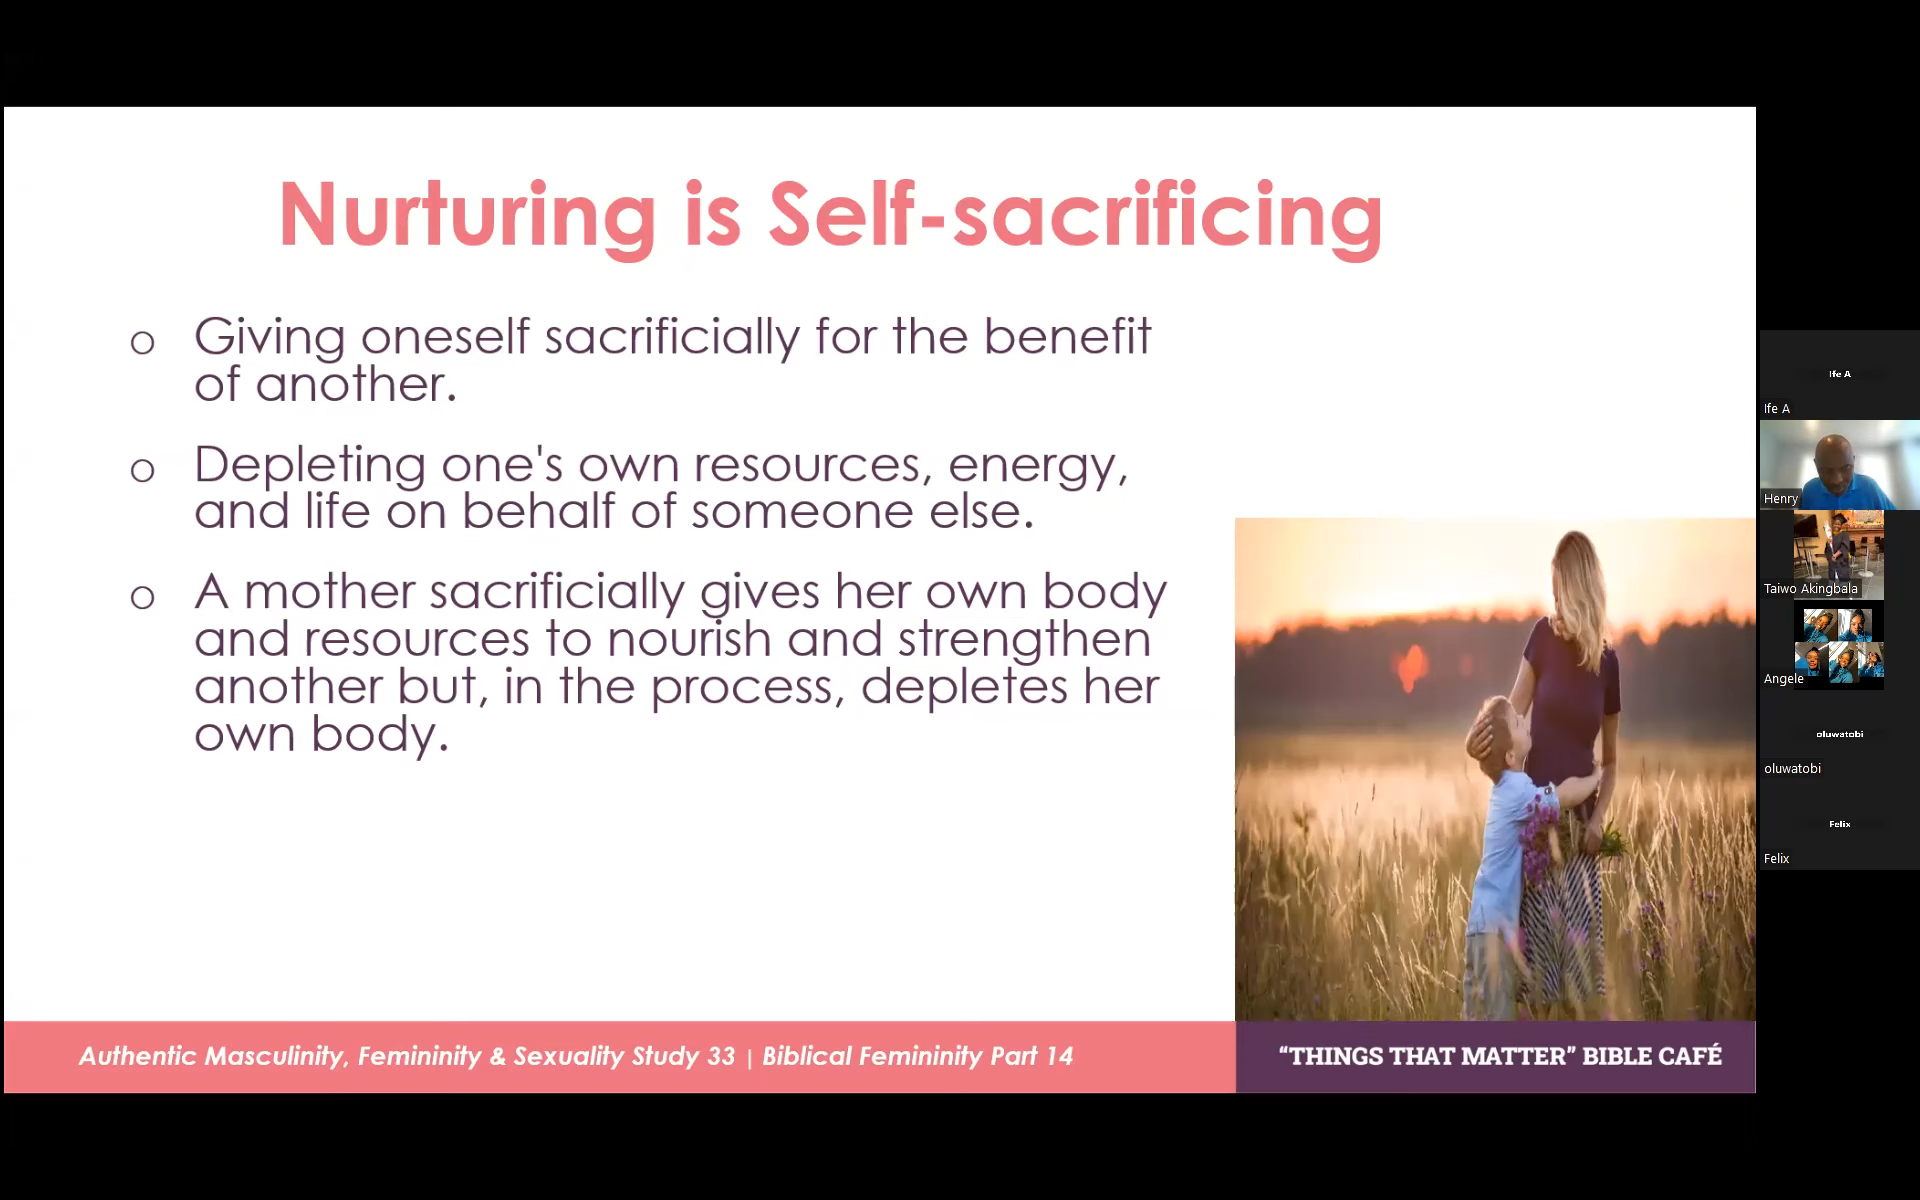 Nurturing is Self-sacrificing
o Giving oneself sacrificially for the benefit
of another.
o Depleting one's own resources, energy,
and life on behalf of someone else.
o A mother sacrificially gives her own body
and resources to nourish and strengthen
another but, in the process, depletes her
own body.
Authentic Masculinity, Femininity & Sexuality Study 33 | Biblical Femininity Part 14
“THINGS THAT MATTER” BIBLE CAFÉ
Ife A
Ife A
Henry
Taiwo Akingbala
Angele
oluwatobi
oluwatobi
Felix
Felix